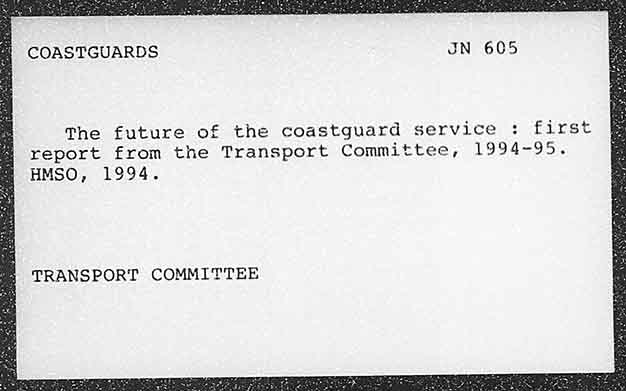 COASTGUARDS JN 605
The future of the coastguard service : first
report from the Transport Committee, 1994-95.
HMSO, 1994.
TRANSPORT COMMITTEE